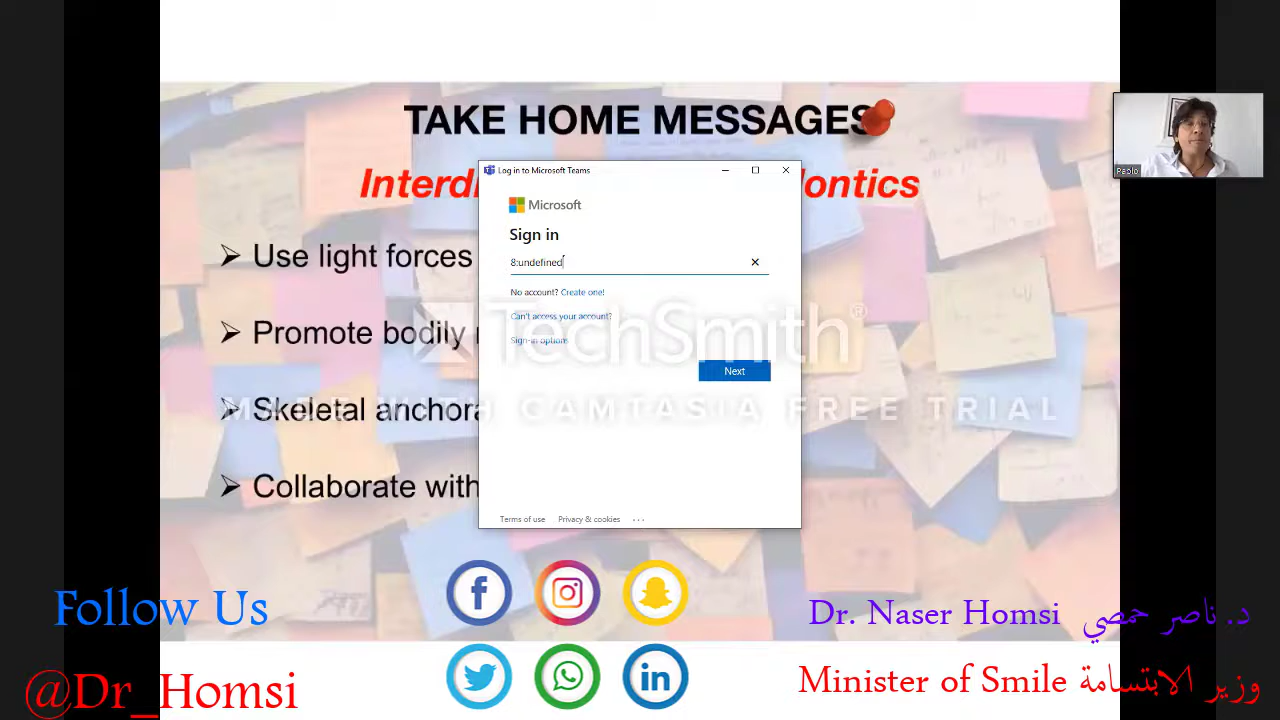 TAKE HOME MESSAGES
Interdi
ontics
Log in to Microsoft Teams
Microsoft
Sign in
8:undefined
No account? Create one!
Can't access your account?
Sign-in options
Next
Terms of use
Privacy & cookies
Use light forces
Promote bodily
Skeletal anchora
Collaborate with
TechSmith®
MADE WITH CAMTASIA FREE TRIAL
Paolo
Follow Us
@Dr_Homsi
Dr. Naser Homsi د. ناصر حمصي
Minister of Smile وزير الابتسامة